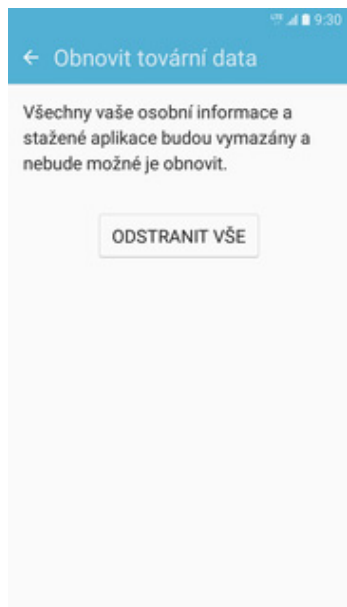 9:30
Obnovit tovární data
Všechny vaše osobní informace a
stažené aplikace budou vymazány a
nebude možné je obnovit.
ODSTRANIT VŠE